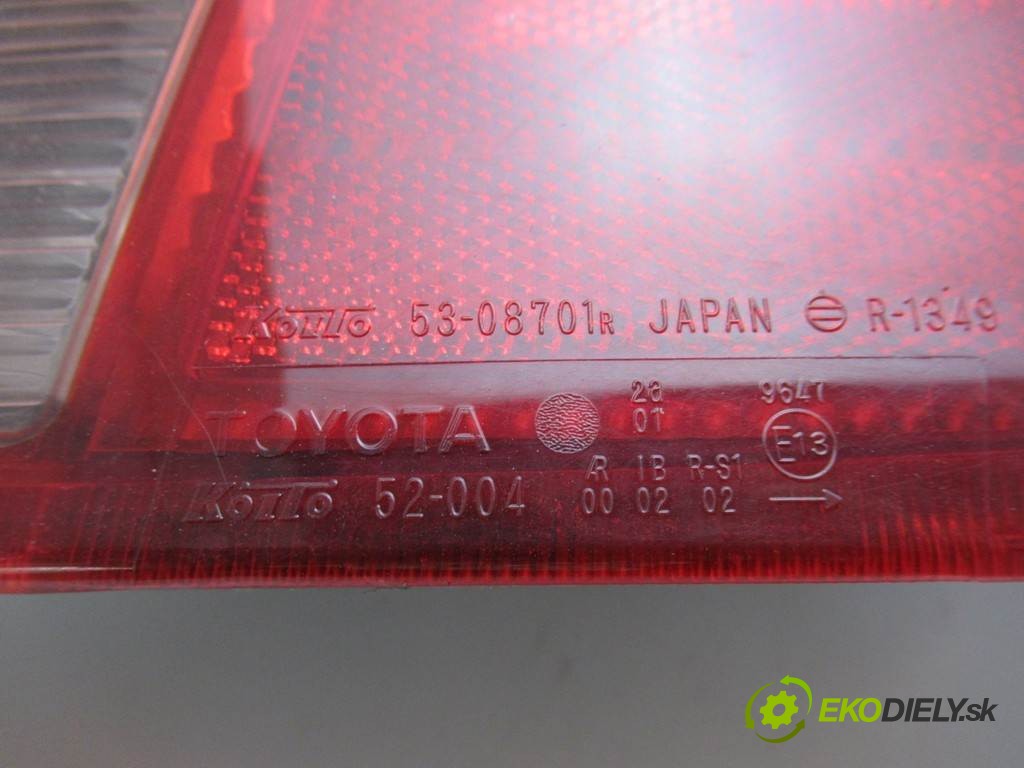 KOITO 53-08701R JAPAN R-1349
2a 9647
TOYOTA 01 E13
AR IB R-S1
KOITO 52-004 00 02 02 →
EKODIELY.sk